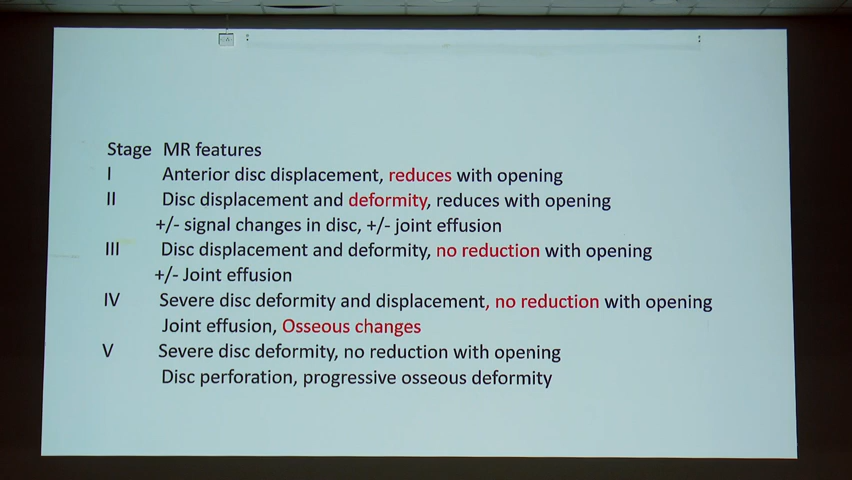 Stage MR features
I Anterior disc displacement, reduces with opening
II Disc displacement and deformity, reduces with opening
+/- signal changes in disc, +/- joint effusion
III Disc displacement and deformity, no reduction with opening
+/- Joint effusion
IV Severe disc deformity and displacement, no reduction with opening
Joint effusion, Osseous changes
V Severe disc deformity, no reduction with opening
Disc perforation, progressive osseous deformity